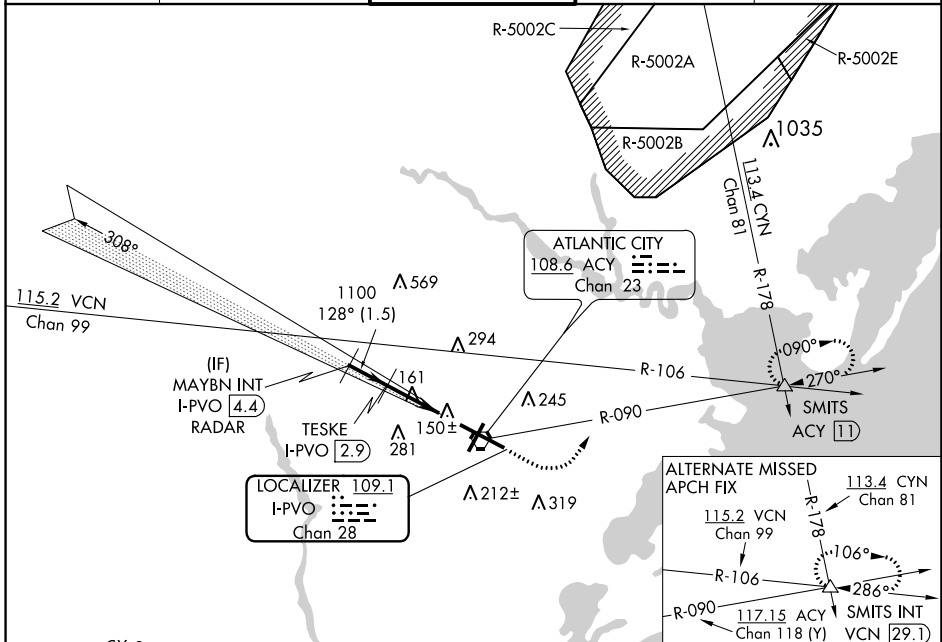 R-5002C
R-5002A
R-5002E
R-5002B
1035
113.4 CYN
Chan 81
R-178
308°
ATLANTIC CITY
108.6 ACY
Chan 23
115.2 VCN
Chan 99
1100
128° (1.5)
569
294
R-106
090°
270°
(IF)
MAYBN INT
I-PVO 4.4
RADAR
161
TESKE
I-PVO 2.9
150±
281
245
R-090
SMITS
ACY 11
LOCALIZER 109.1
I-PVO
Chan 28
212±
319
ALTERNATE MISSED
APCH FIX
113.4 CYN
Chan 81
R-178
115.2 VCN
Chan 99
106°
R-106
286°
R-090
117.15 ACY
Chan 118 (Y)
SMITS INT
VCN 29.1